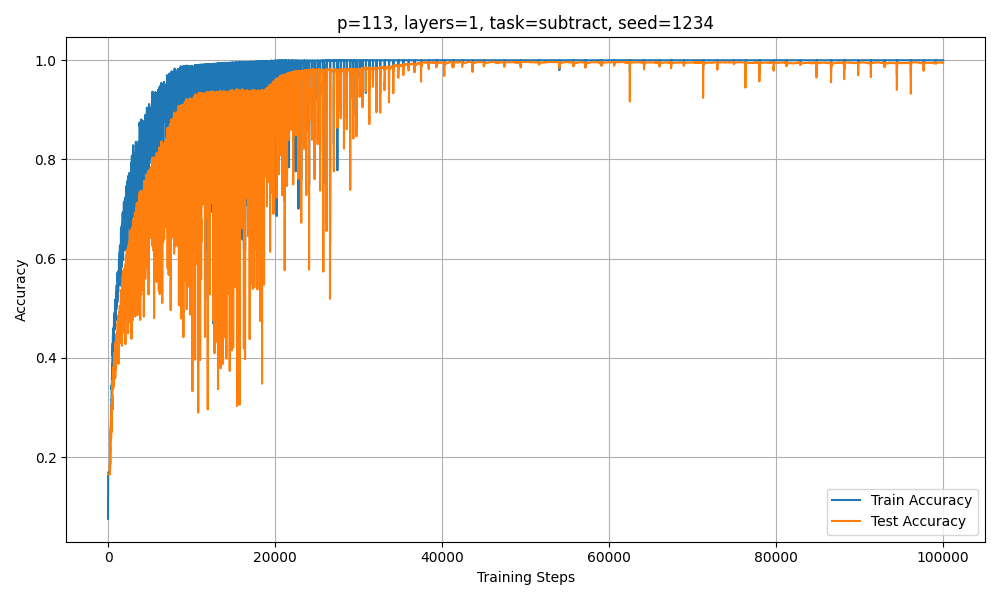 p=113, layers=1, task=subtract, seed=1234
1.0
0.8
0.6
0.4
0.2
Accuracy
0 20000 40000 60000 80000 100000
Training Steps
Train Accuracy
Test Accuracy